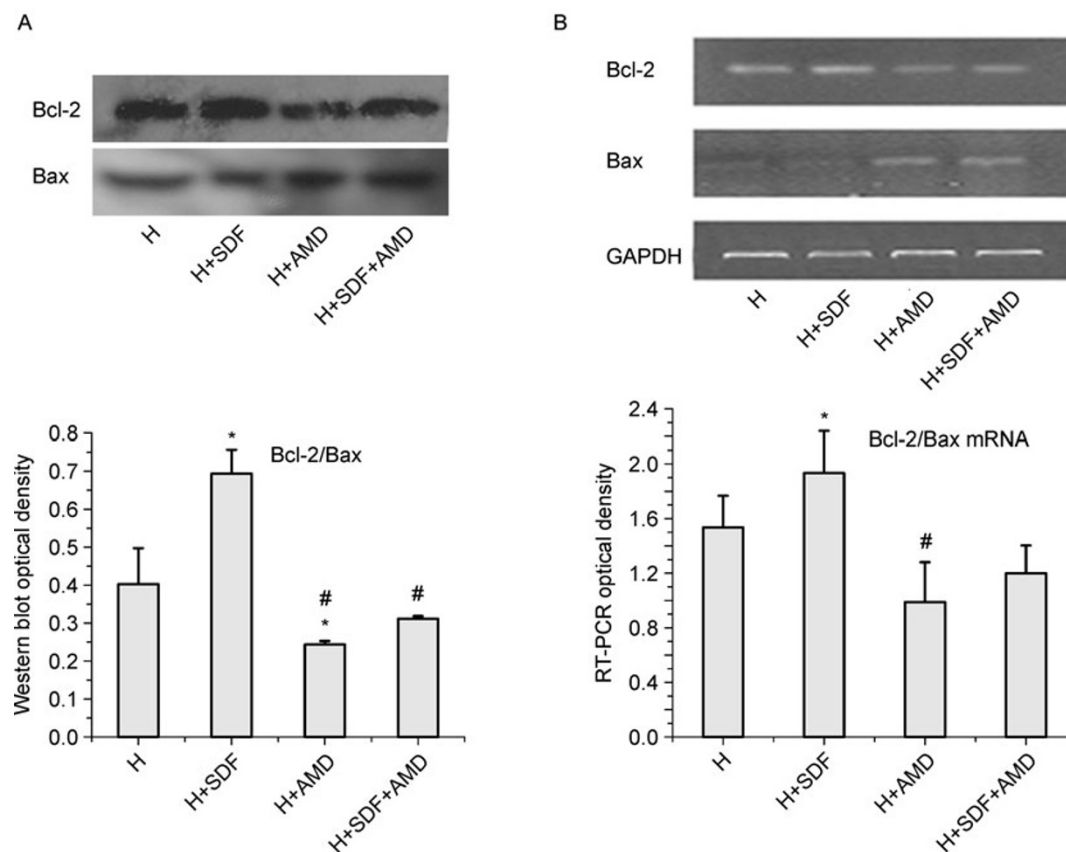 A
Bcl-2
Bax
H
H+SDF
H+AMD
H+SDF+AMD
B
Bcl-2
Bax
GAPDH
H
H+SDF
H+AMD
H+SDF+AMD
Western blot optical density
0.8
0.7
0.6
0.5
0.4
0.3
0.2
0.1
0.0
Bcl-2/Bax
*
#
*
#
H
H+SDF
H+AMD
H+SDF+AMD
RT-PCR optical density
2.4
2.0
1.6
1.2
0.8
0.4
0.0
Bcl-2/Bax mRNA
*
#
H
H+SDF
H+AMD
H+SDF+AMD